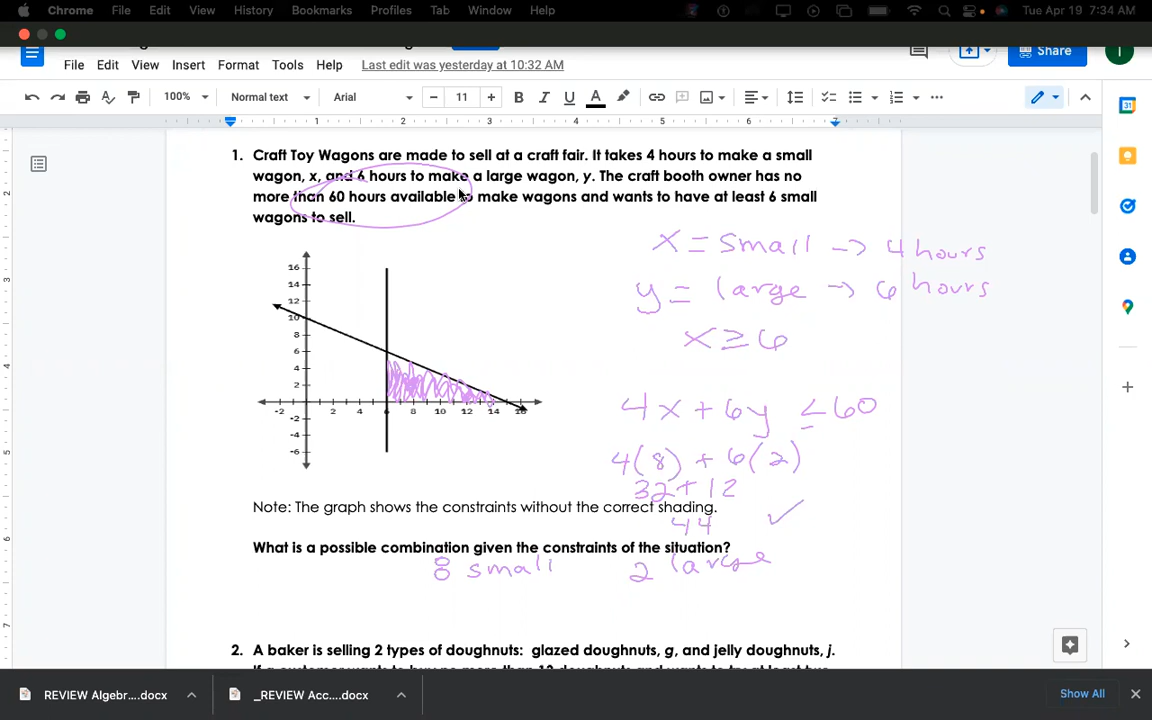 Chrome File Edit View History Bookmarks Profiles Tab Window Help Tue Apr 19 7:34 AM
Share T
File Edit View Insert Format Tools Help Last edit was yesterday at 10:32 AM
100% Normal text Arial 11 B I U A
1 2 3 4 5 6 7
1. Craft Toy Wagons are made to sell at a craft fair. It takes 4 hours to make a small
wagon, x, and 6 hours to make a large wagon, y. The craft booth owner has no
more than 60 hours available to make wagons and wants to have at least 6 small
wagons to sell.
x = small -> 4 hours
y = large -> 6 hours
x ≥ 6
4x + 6y ≤ 60
4(8) + 6(2)
32 + 12
44 ✓
16
14
12
10
8
6
4
2
-2 2 4 6 8 10 12 14 16
-2
-4
-6
Note: The graph shows the constraints without the correct shading.
What is a possible combination given the constraints of the situation?
8 small 2 large
2. A baker is selling 2 types of doughnuts: glazed doughnuts, g, and jelly doughnuts, j.
REVIEW Algebr....docx _REVIEW Acc....docx Show All